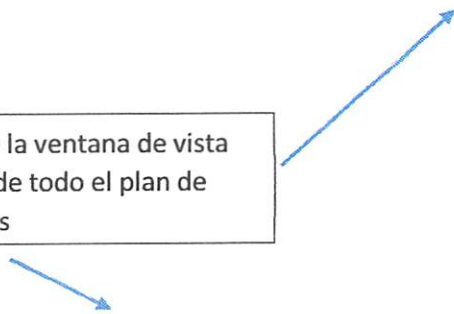 la ventana de vista
de todo el plan de
s